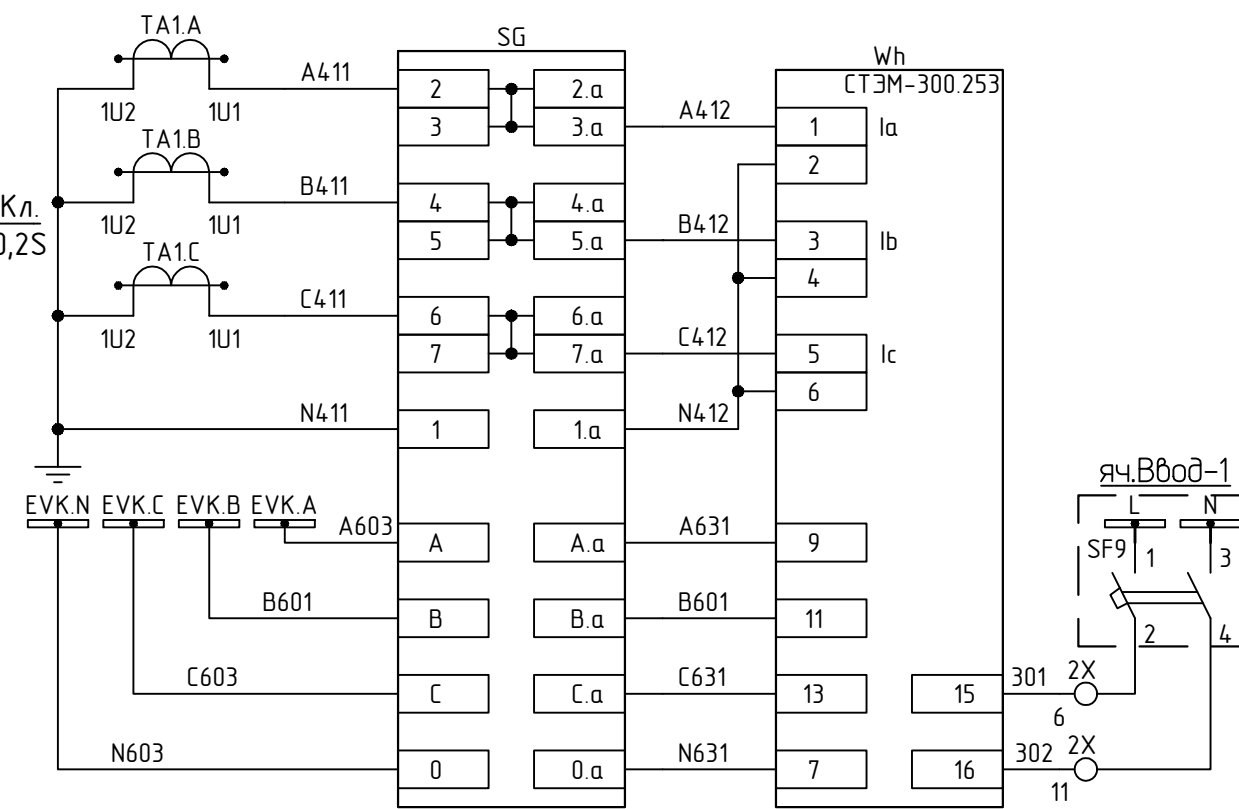 TA1.A
SG
Wh
A411
СТЭМ-300.253
2
2.a
1U2
1U1
A412
3
3.a
1
Ia
TA1.B
2
Кл.
B411
4
4.a
0,2S
1U2
1U1
B412
5
5.a
3
Ib
TA1.C
4
C411
6
6.a
1U2
1U1
C412
7
7.a
5
Ic
6
N411
N412
1
1.a
яч.Ввод-1
EVK.N
EVK.C
EVK.B
EVK.A
L
N
A603
A631
A
A.a
9
SF9
1
3
B601
B601
B
B.a
11
2
4
C603
C631
301
2X
C
C.a
13
15
6
N603
N631
302
2X
0
0.a
7
16
11